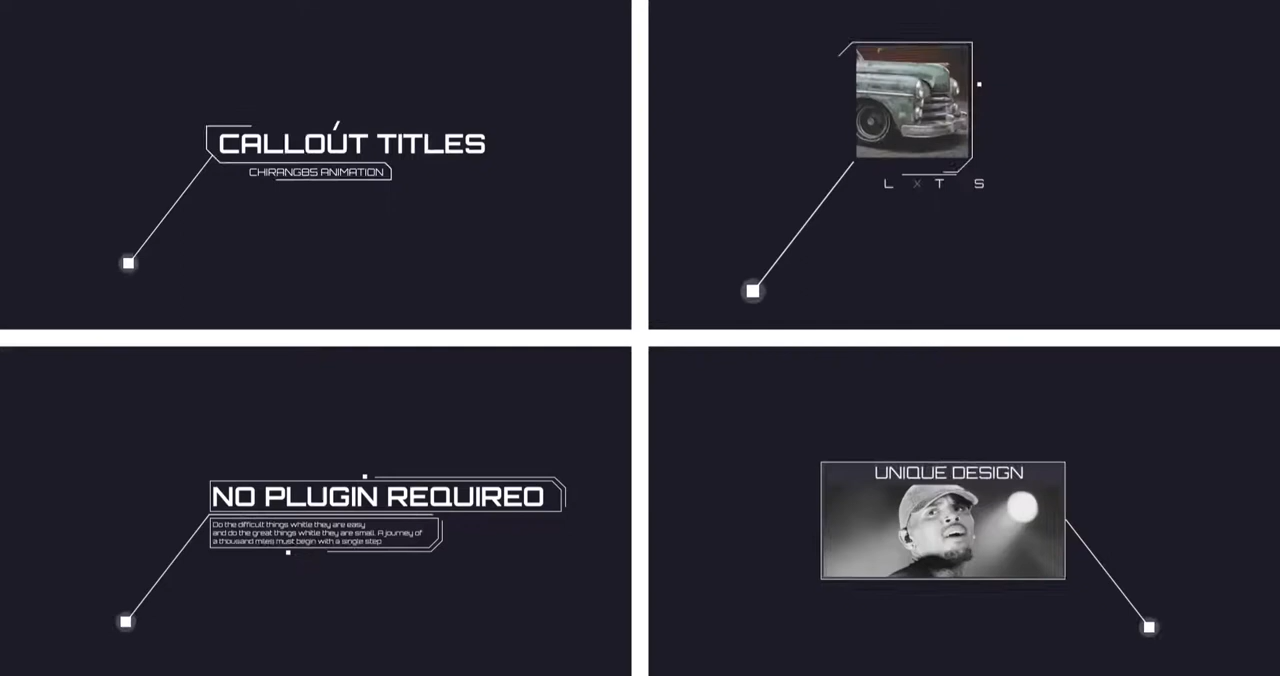 CALLOUT TITLES
CHIRANGBS ANIMATION
L X T S
NO PLUGIN REQUIRED
Do the difficult things whitle they are easy
and do the great things whitle they are small. A journey of
a thousand miles must begin with a single step
UNIQUE DESIGN